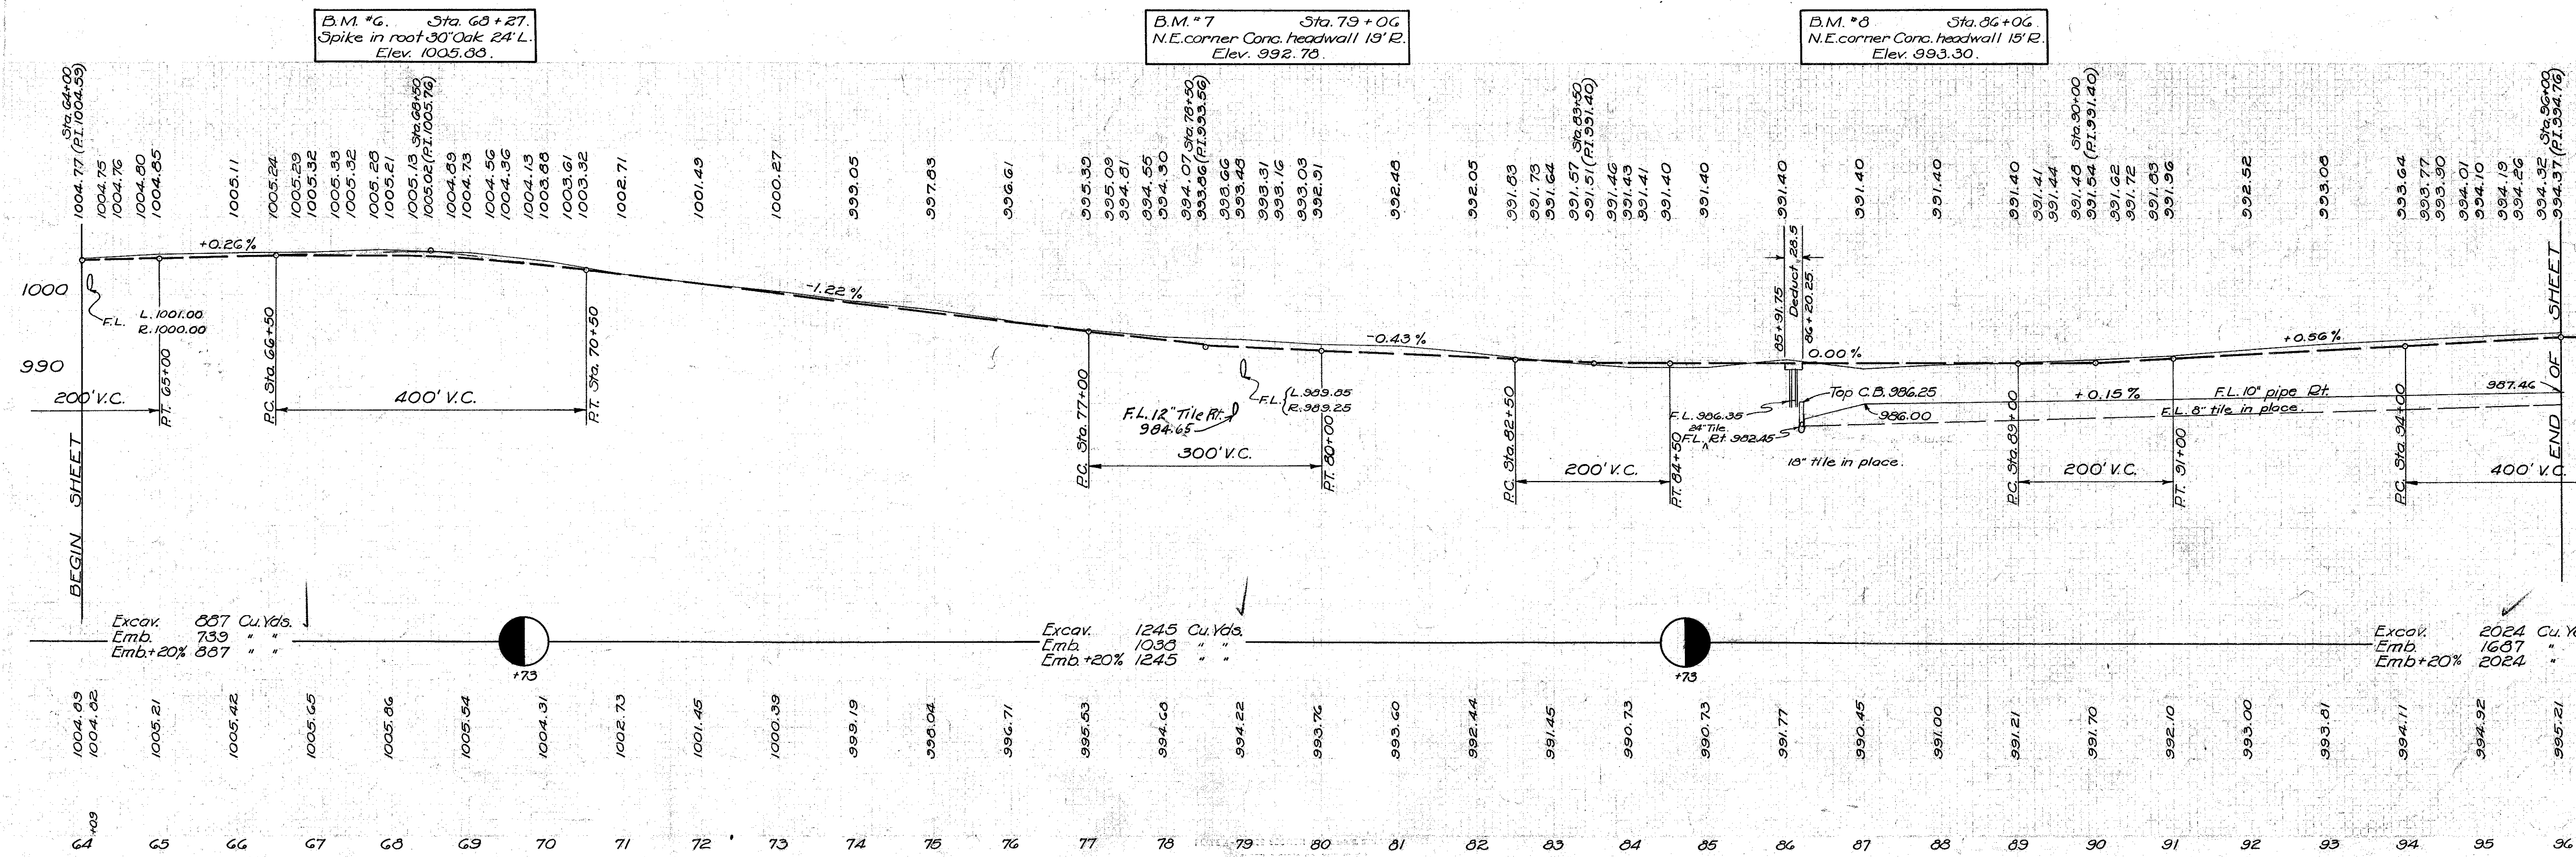 B.M. #6. Sta. 68+27.
Spike in root 30" Oak 24' L.
Elev. 1005.88.
B.M. #7 Sta. 79+06
N.E. corner Conc. headwall 19' R.
Elev. 992.78.
B.M. #8 Sta. 86+06.
N.E. corner Conc. headwall 15' R.
Elev. 993.30.
Sta. 64+00
1004.77 (P.I. 1004.59)
1004.75
1004.76
1004.80
1004.85
1005.11
1005.24
1005.29
1005.32
1005.33
1005.32
1005.28
1005.21
1005.13 Sta. 68+50
1005.02 (P.I. 1005.76)
1004.89
1004.73
1004.56
1004.36
1004.13
1003.88
1003.61
1003.32
1002.71
1001.49
1000.27
999.05
997.83
996.61
995.39
995.09
994.81
994.55
994.30
994.07 Sta. 78+50
993.86 (P.I. 993.56)
993.66
993.48
993.31
993.16
993.03
992.91
992.48
992.05
991.83
991.73
991.64
991.57 Sta. 83+50
991.51 (P.I. 991.40)
991.46
991.43
991.41
991.40
991.40
991.40
991.40
991.40
991.40
991.41
991.44
991.48 Sta. 90+00
991.54 (P.I. 991.40)
991.62
991.72
991.83
991.96
992.52
993.08
993.64
993.77
993.90
994.01
994.10
994.19
994.26
994.32 Sta. 96+00
994.37 (P.I. 994.76)
+0.26%
-1.22%
-0.43%
0.00%
+0.56%
1000
990
F.L. L. 1001.00
R. 1000.00
200' V.C.
P.T. 65+00
P.C. Sta. 66+50
400' V.C.
P.T. Sta. 70+50
P.C. Sta. 77+00
F.L. 12" Tile Rt.
984.65
F.L. { L. 989.85
R. 989.25
300' V.C.
P.T. 80+00
P.C. Sta. 82+50
200' V.C.
P.T. 84+50
85+91.75
Deduct 28.5
86+20.25
Top C.B. 986.25
F.L. 986.35
24" Tile
F.L. Rt. 982.45
986.00
18" tile in place.
P.C. Sta. 89+00
+0.15%
F.L. 10" pipe Rt.
F.L. 8" tile in place.
987.46
200' V.C.
P.T. 91+00
P.C. Sta. 94+00
400' V.C.
BEGIN SHEET
END OF SHEET
Excav. 887 Cu. Yds.
Emb. 739 " "
Emb.+20% 887 " "
+73
Excav. 1245 Cu. Yds.
Emb. 1038 " "
Emb.+20% 1245 " "
+73
Excav. 2024 Cu. Y
Emb. 1687 "
Emb+20% 2024 "
1004.89
1004.82
1005.21
1005.42
1005.65
1005.86
1005.54
1004.31
1002.73
1001.45
1000.39
999.19
998.04
996.71
995.53
994.68
994.22
993.76
993.60
992.44
991.45
990.73
990.73
991.77
990.45
991.00
991.21
991.70
992.10
993.00
993.81
994.11
994.92
995.21
+09
64 65 66 67 68 69 70 71 72 73 74 75 76 77 78 79 80 81 82 83 84 85 86 87 88 89 90 91 92 93 94 95 96